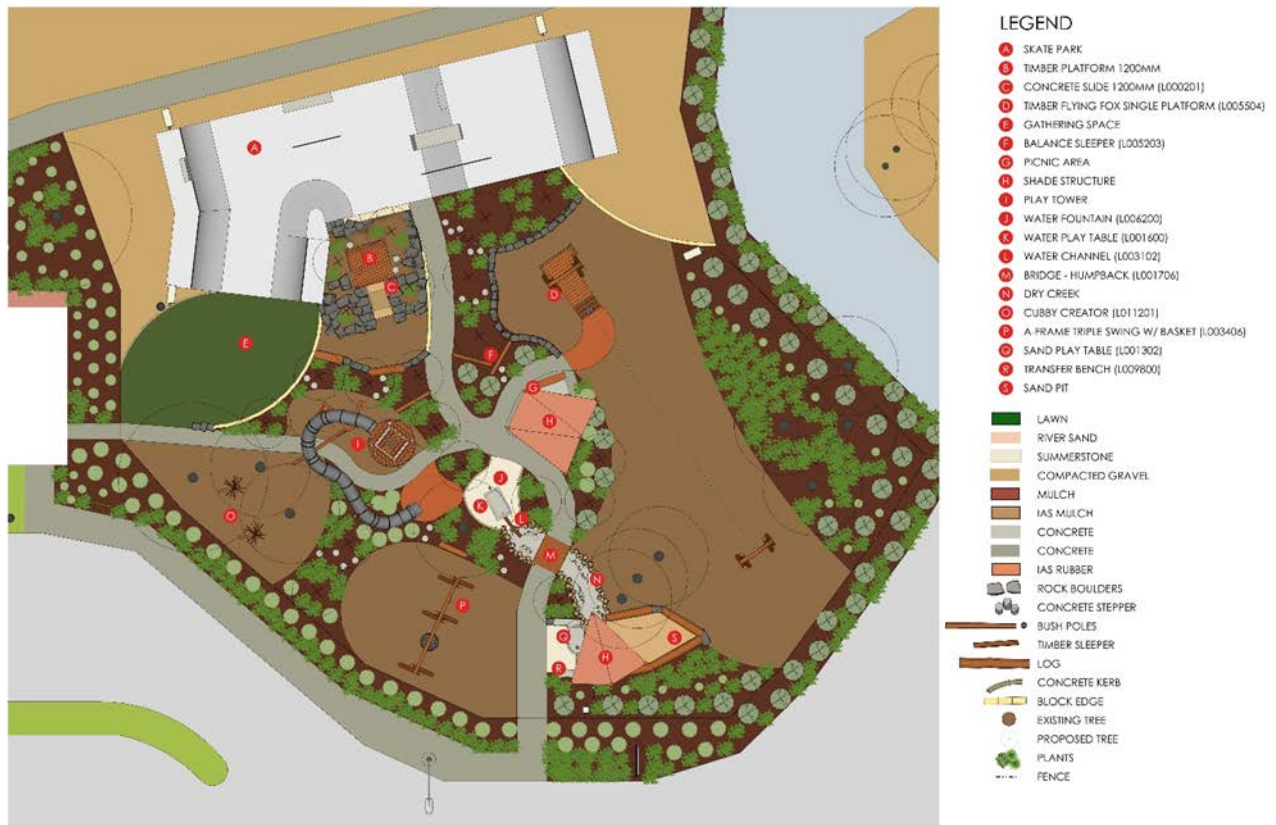 LEGEND
A SKATE PARK
B TIMBER PLATFORM 1200MM
C CONCRETE SLIDE 1200MM (L000201)
D TIMBER FLYING FOX SINGLE PLATFORM (L005504)
E GATHERING SPACE
F BALANCE SLEEPER (L005203)
G PICNIC AREA
H SHADE STRUCTURE
I PLAY TOWER
J WATER FOUNTAIN (L006200)
K WATER PLAY TABLE (L001600)
L WATER CHANNEL (L003102)
M BRIDGE - HUMPBACK (L001706)
N DRY CREEK
O CUBBY CREATOR (L011201)
P A-FRAME TRIPLE SWING W/ BASKET (L003406)
Q SAND PLAY TABLE (L001302)
R TRANSFER BENCH (L009800)
S SAND PIT
LAWN
RIVER SAND
SUMMERSTONE
COMPACTED GRAVEL
MULCH
IAS MULCH
CONCRETE
CONCRETE
IAS RUBBER
ROCK BOULDERS
CONCRETE STEPPER
BUSH POLES
TIMBER SLEEPER
LOG
CONCRETE KERB
BLOCK EDGE
EXISTING TREE
PROPOSED TREE
PLANTS
FENCE
A
B
C
D
E
F
G
H
I
J
K
L
O
M
N
P
Q
S
H
R